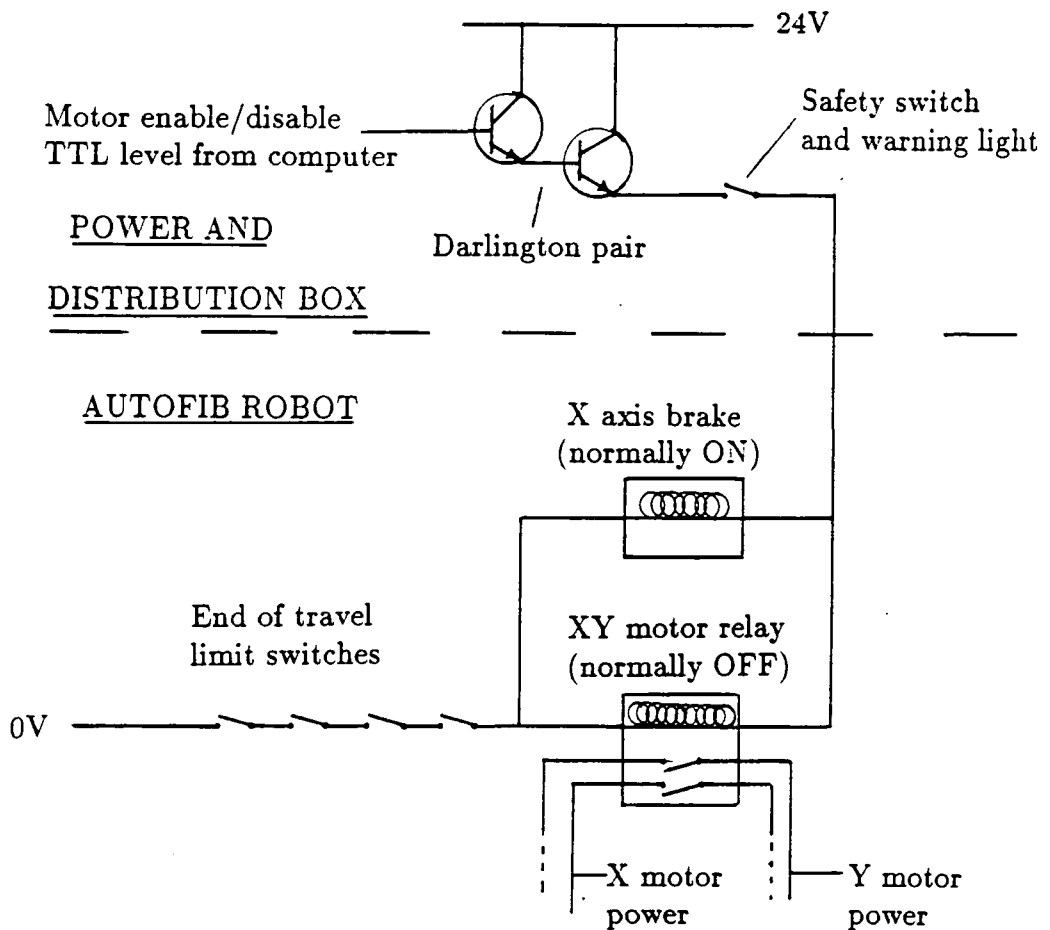 24V
Motor enable/disable
TTL level from computer
Safety switch
and warning light
POWER AND
Darlington pair
DISTRIBUTION BOX
AUTOFIB ROBOT
X axis brake
(normally ON)
End of travel
limit switches
XY motor relay
(normally OFF)
0V
X motor
power
Y motor
power